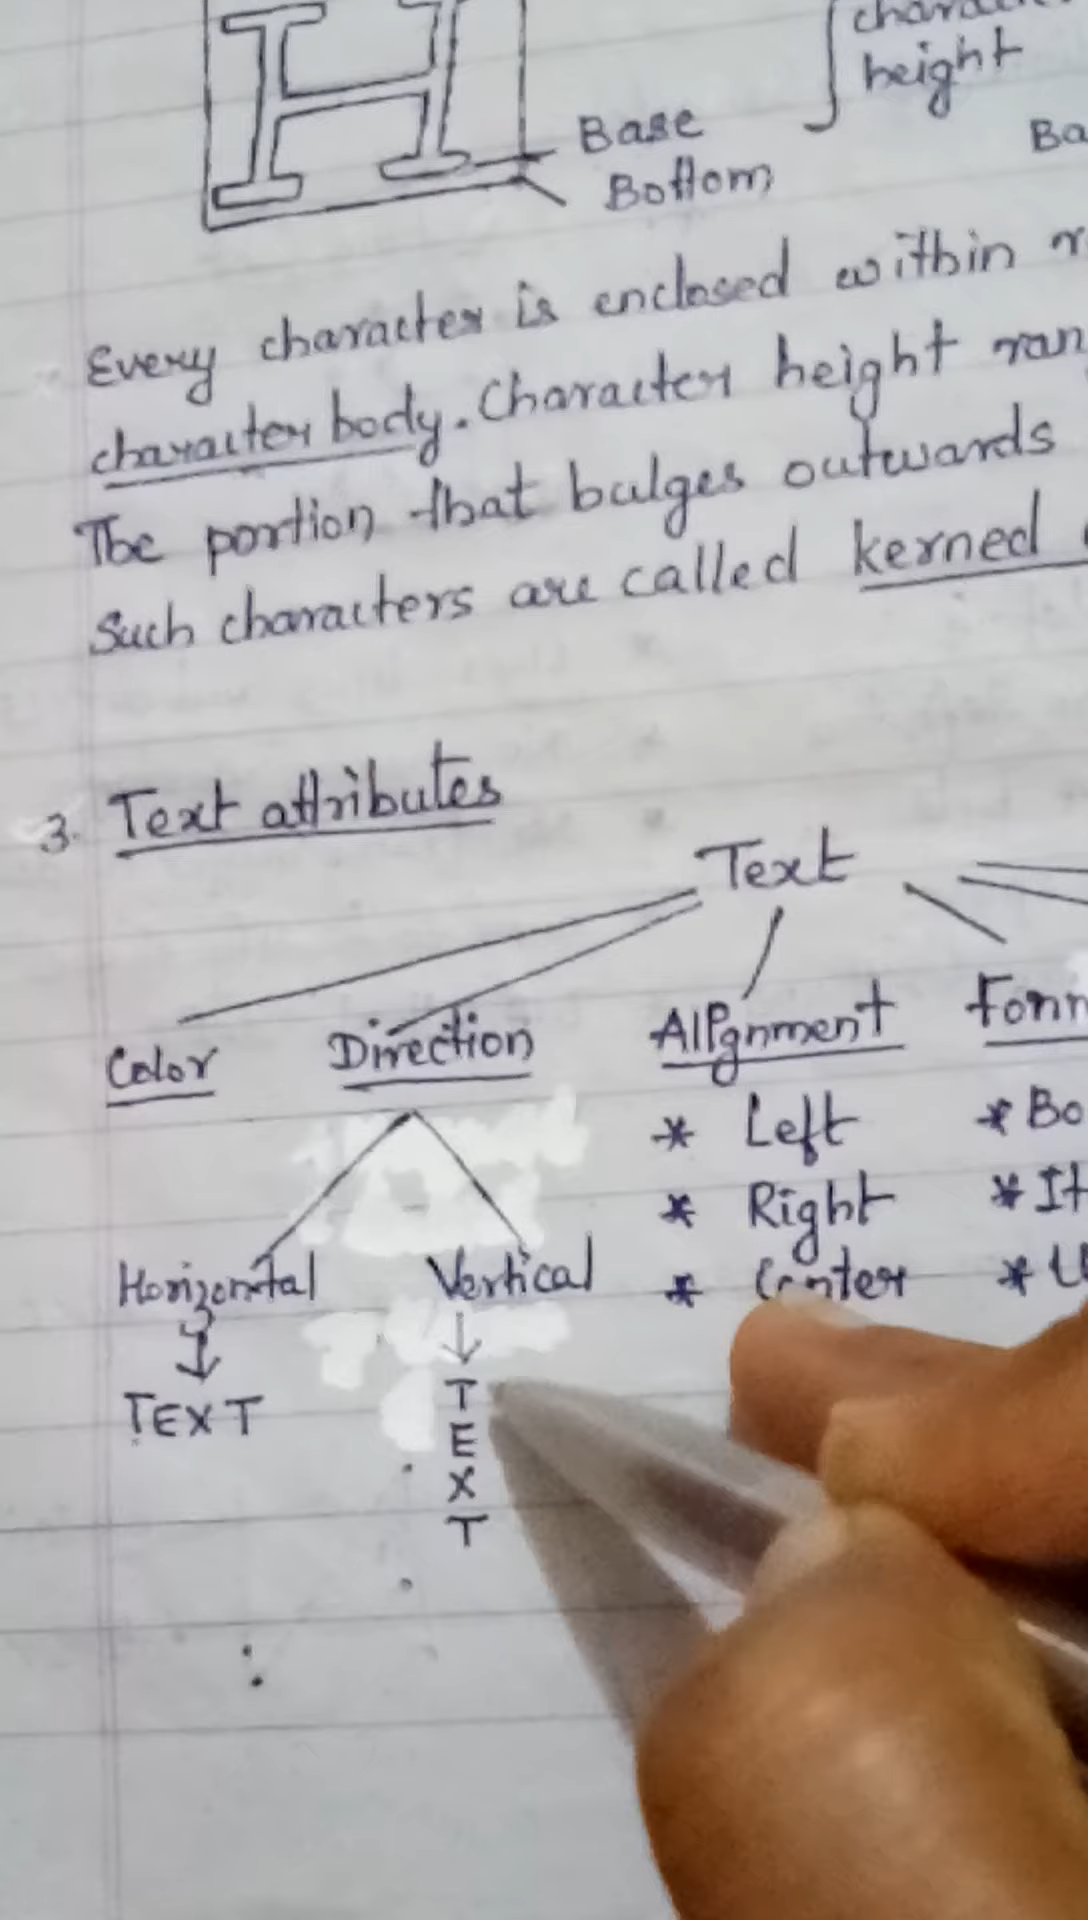 H
height
Base
Bottom
Every character is enclosed within
character body. Character height
The portion that bulges outwards
Such characters are called kerned
3. Text attributes
Text
Color Direction Alignment
* Left
* Right
Horizontal Vertical * Center
TEXT
T
E
X
T